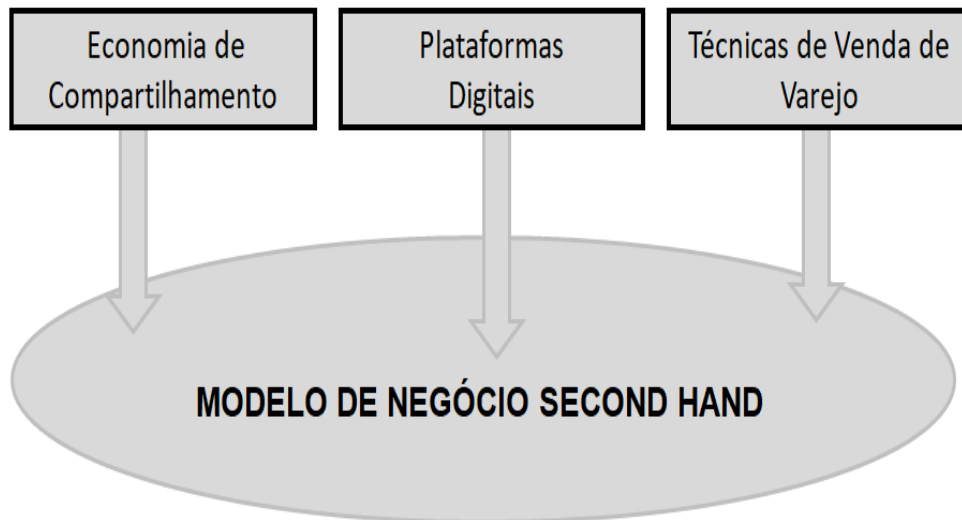 Economia de
Compartilhamento
Plataformas
Digitais
Técnicas de Venda de
Varejo
MODELO DE NEGÓCIO SECOND HAND